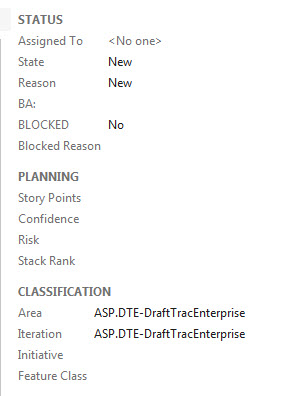 STATUS
Assigned To <No one>
State New
Reason New
BA:
BLOCKED No
Blocked Reason
PLANNING
Story Points
Confidence
Risk
Stack Rank
CLASSIFICATION
Area ASP.DTE-DraftTracEnterprise
Iteration ASP.DTE-DraftTracEnterprise
Initiative
Feature Class